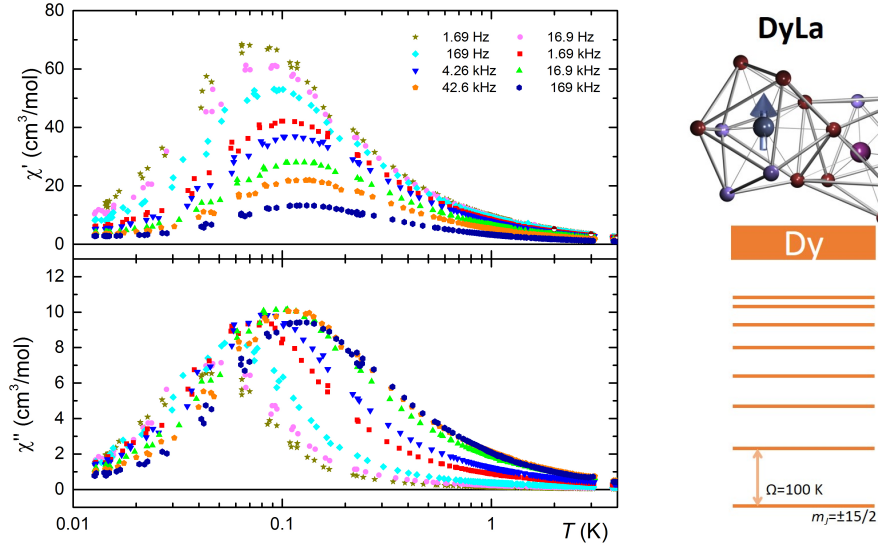 DyLa
80
60
40
20
0
χ' (cm³/mol)
1.69 Hz
16.9 Hz
169 Hz
1.69 kHz
4.26 kHz
16.9 kHz
42.6 kHz
169 kHz
12
10
8
6
4
2
0
χ'' (cm³/mol)
0.01
0.1
1
T (K)
Dy
Ω=100 K
mJ=±15/2